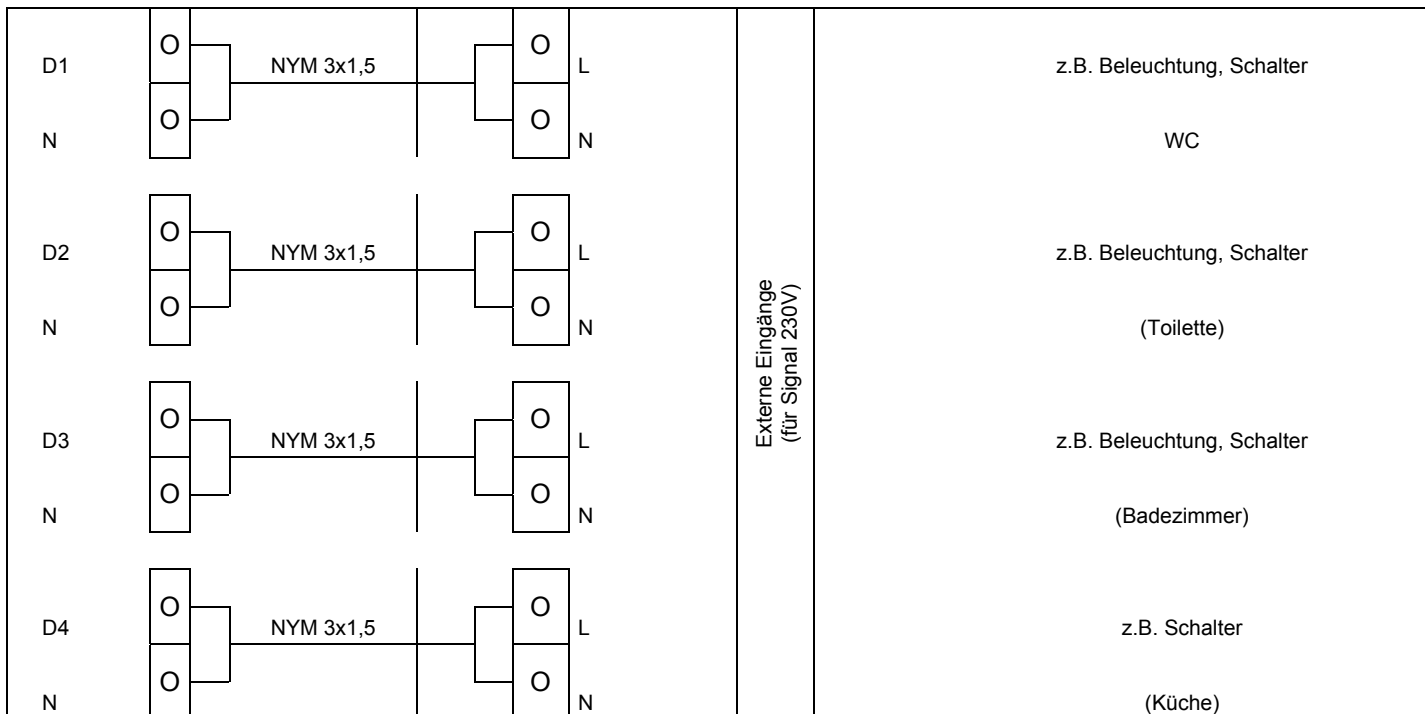 D1 O NYM 3x1,5 O L z.B. Beleuchtung, Schalter
N O O N WC
D2 O NYM 3x1,5 O L z.B. Beleuchtung, Schalter
N O O N (Toilette)
Externe Eingänge
(für Signal 230V)
D3 O NYM 3x1,5 O L z.B. Beleuchtung, Schalter
N O O N (Badezimmer)
D4 O NYM 3x1,5 O L z.B. Schalter
N O O N (Küche)